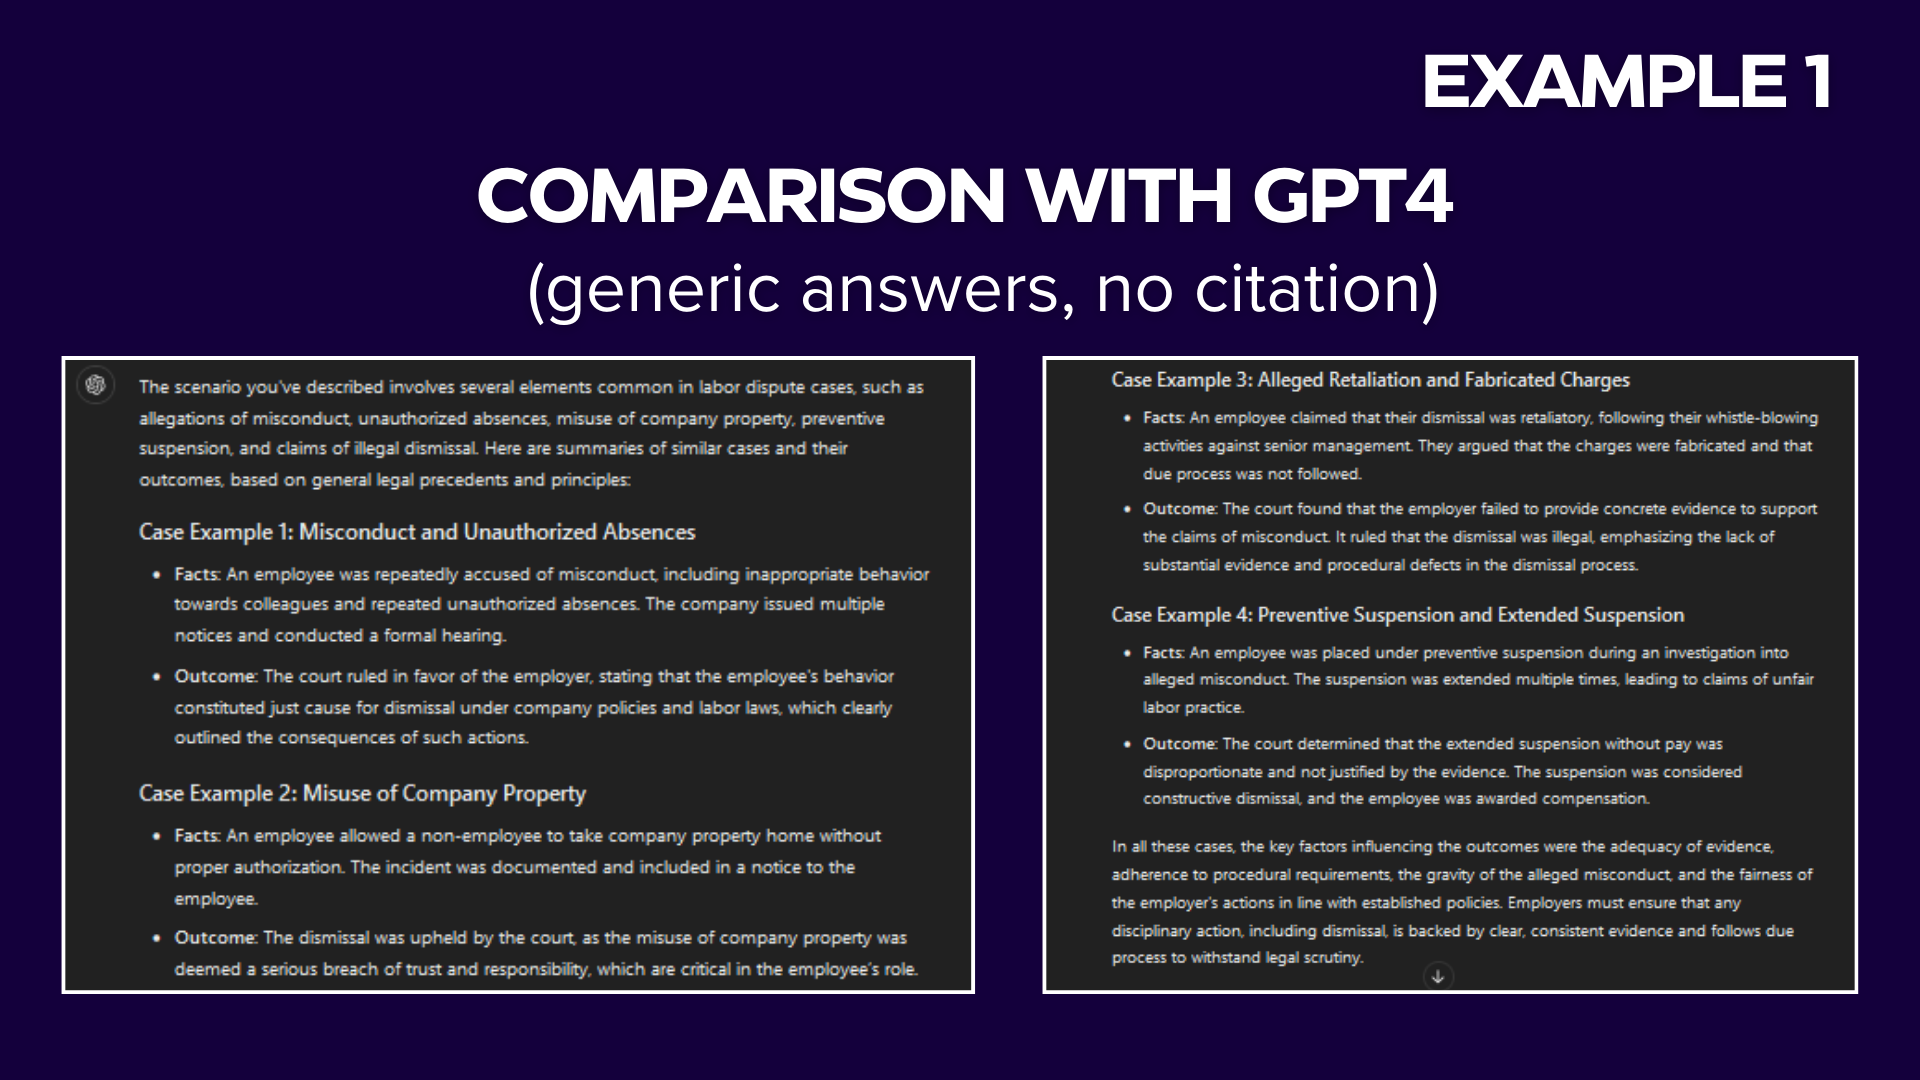 EXAMPLE 1
COMPARISON WITH GPT4
(generic answers, no citation)
The scenario you've described involves several elements common in labor dispute cases, such as
allegations of misconduct, unauthorized absences, misuse of company property, preventive
suspension, and claims of illegal dismissal. Here are summaries of similar cases and their
outcomes, based on general legal precedents and principles:
Case Example 1: Misconduct and Unauthorized Absences
• Facts: An employee was repeatedly accused of misconduct, including inappropriate behavior
towards colleagues and repeated unauthorized absences. The company issued multiple
notices and conducted a formal hearing.
• Outcome: The court ruled in favor of the employer, stating that the employee's behavior
constituted just cause for dismissal under company policies and labor laws, which clearly
outlined the consequences of such actions.
Case Example 2: Misuse of Company Property
• Facts: An employee allowed a non-employee to take company property home without
proper authorization. The incident was documented and included in a notice to the
employee.
• Outcome: The dismissal was upheld by the court, as the misuse of company property was
deemed a serious breach of trust and responsibility, which are critical in the employee's role.
Case Example 3: Alleged Retaliation and Fabricated Charges
• Facts: An employee claimed that their dismissal was retaliatory, following their whistle-blowing
activities against senior management. They argued that the charges were fabricated and that
due process was not followed.
• Outcome: The court found that the employer failed to provide concrete evidence to support
the claims of misconduct. It ruled that the dismissal was illegal, emphasizing the lack of
substantial evidence and procedural defects in the dismissal process.
Case Example 4: Preventive Suspension and Extended Suspension
• Facts: An employee was placed under preventive suspension during an investigation into
alleged misconduct. The suspension was extended multiple times, leading to claims of unfair
labor practice.
• Outcome: The court determined that the extended suspension without pay was
disproportionate and not justified by the evidence. The suspension was considered
constructive dismissal, and the employee was awarded compensation.
In all these cases, the key factors influencing the outcomes were the adequacy of evidence,
adherence to procedural requirements, the gravity of the alleged misconduct, and the fairness of
the employer's actions in line with established policies. Employers must ensure that any
disciplinary action, including dismissal, is backed by clear, consistent evidence and follows due
process to withstand legal scrutiny.